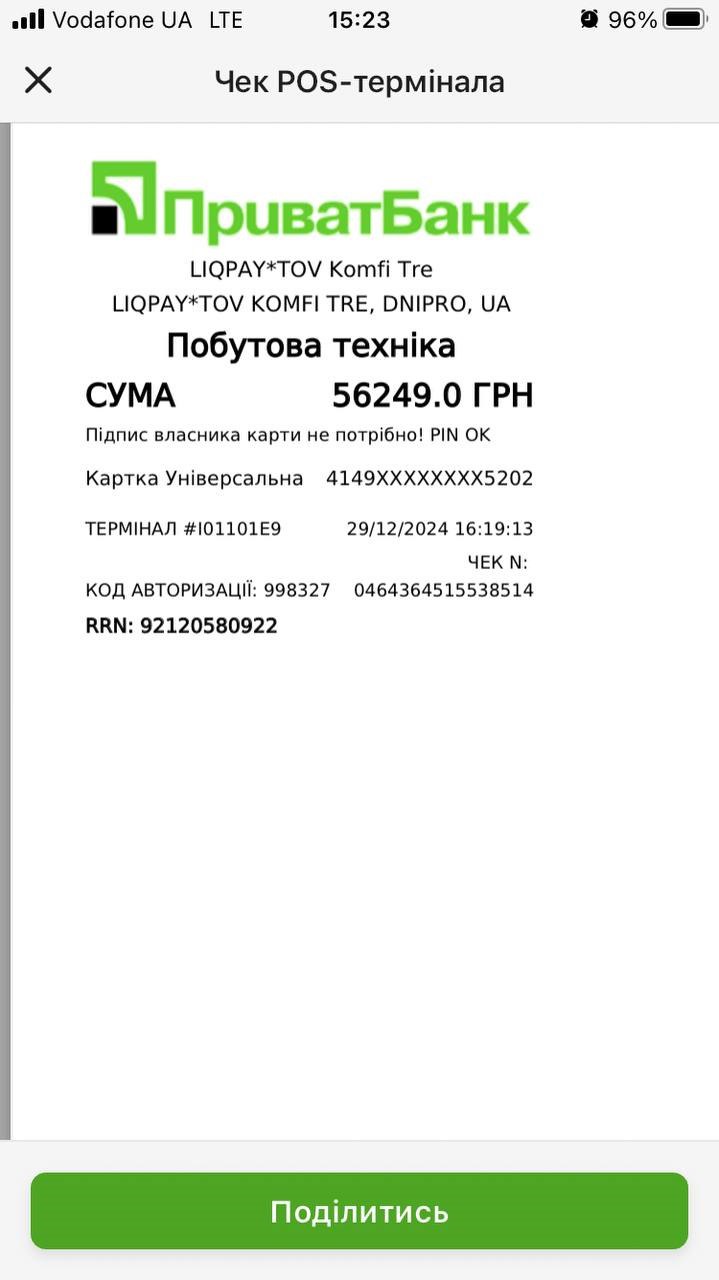 Vodafone UA LTE 15:23 96%
Чек POS-термінала
ПриватБанк
LIQPAY*TOV Komfi Tre
LIQPAY*TOV KOMFI TRE, DNIPRO, UA
Побутова техніка
СУМА 56249.0 ГРН
Підпис власника карти не потрібно! PIN OK
Картка Універсальна 4149XXXXXXXX5202
ТЕРМІНАЛ #I01101E9 29/12/2024 16:19:13
ЧЕК N:
КОД АВТОРИЗАЦІЇ: 998327 0464364515538514
RRN: 92120580922
Поділитись